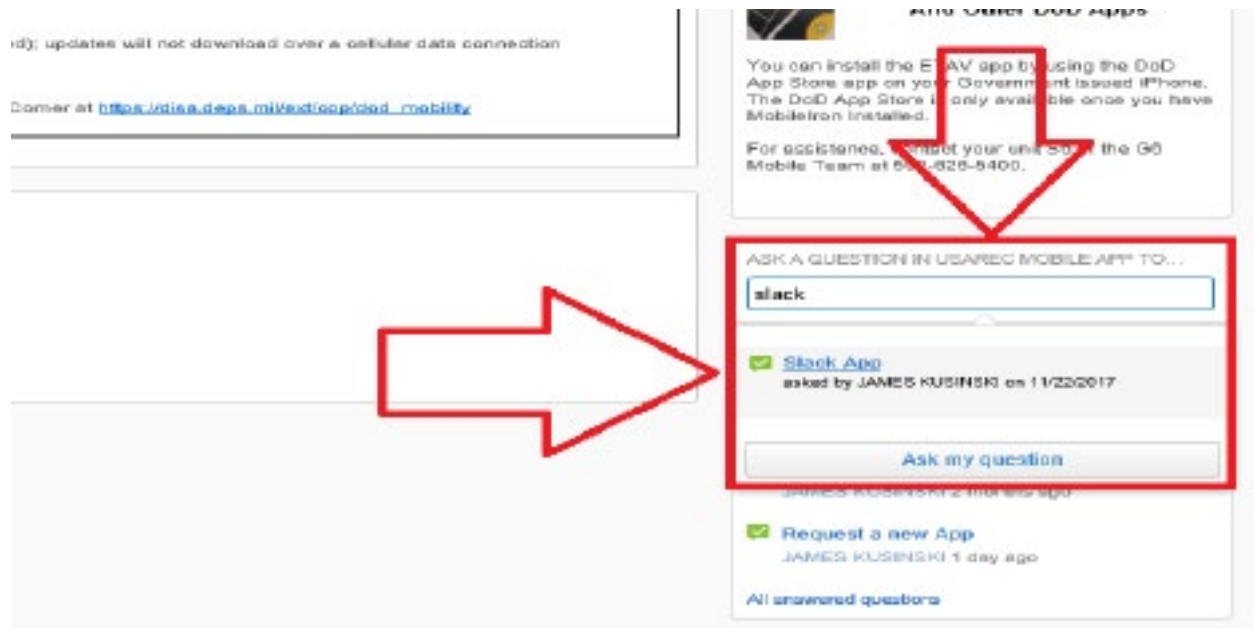 ed); updates will not download over a cellular data connection
Corner at https://disa.deps.mil/ext/cop/dod_mobility
And Other DoD Apps
You can install the ETAV app by using the DoD
App Store app on your Government issued iPhone.
The DoD App Store is only available once you have
MobileIron Installed.
For assistance, contact your unit or the G6
Mobile Team at
ASK A QUESTION IN USAREC MOBILE APP TO...
slack
Slack App
asked by JAMES KUSINSKI on 11/22/2017
Ask my question
JAMES KUSINSKI 2 months ago
Request a new App
JAMES KUSINSKI 1 day ago
All answered questions